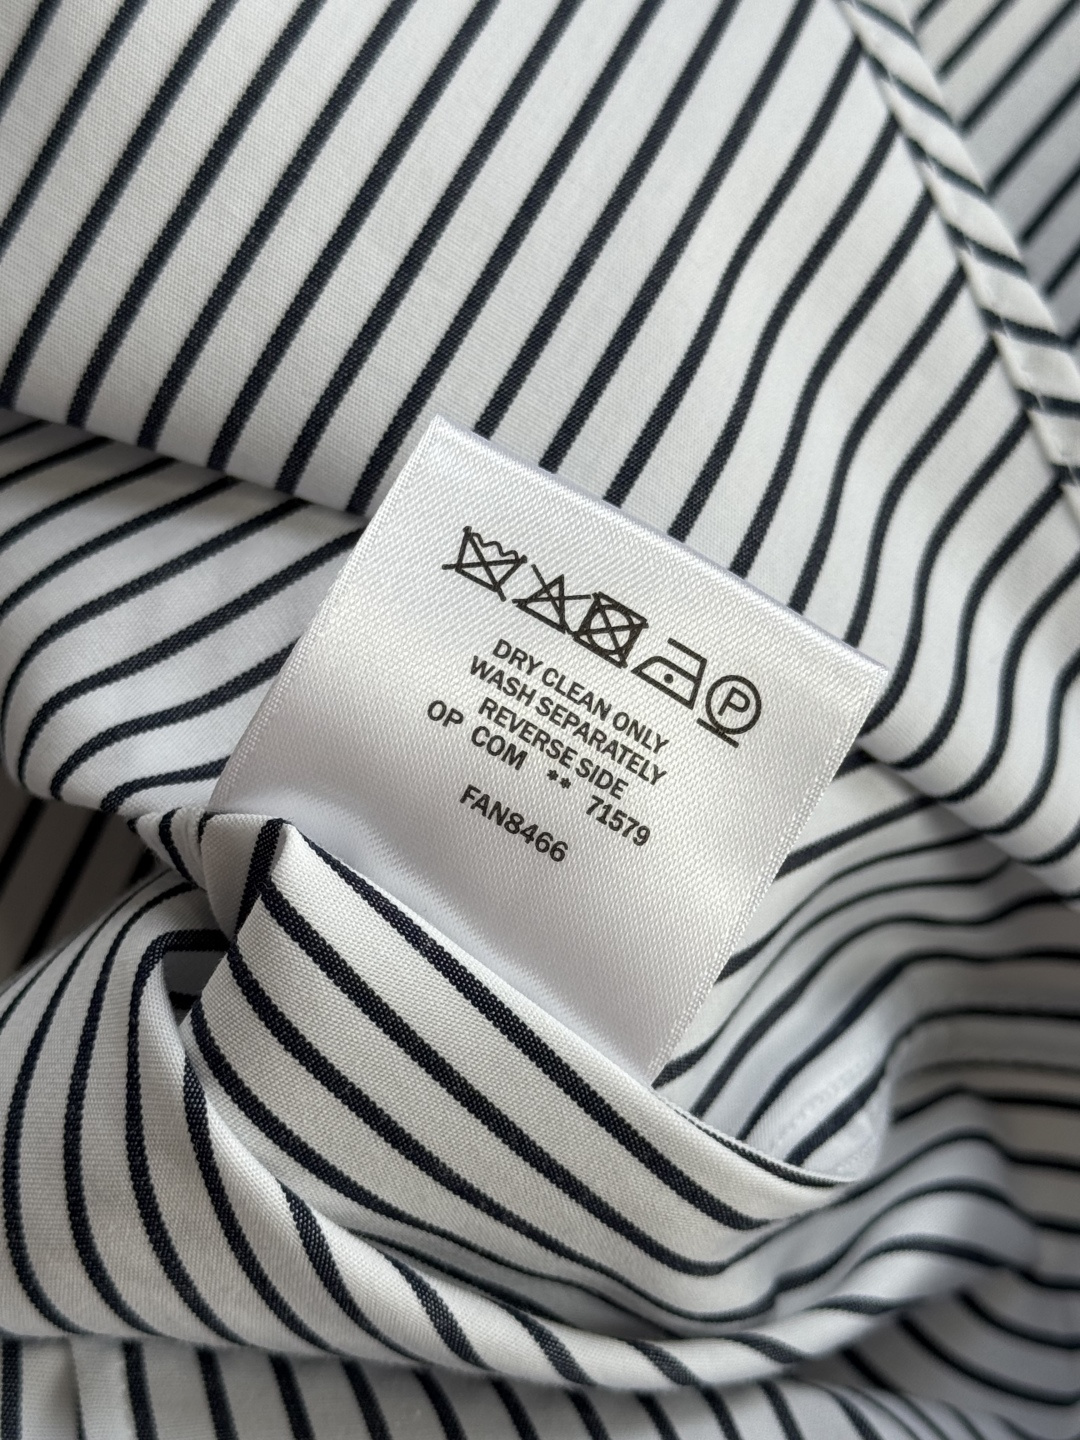 P
DRY CLEAN ONLY
WASH SEPARATELY
REVERSE SIDE
OP COM ** 71579
FAN8466